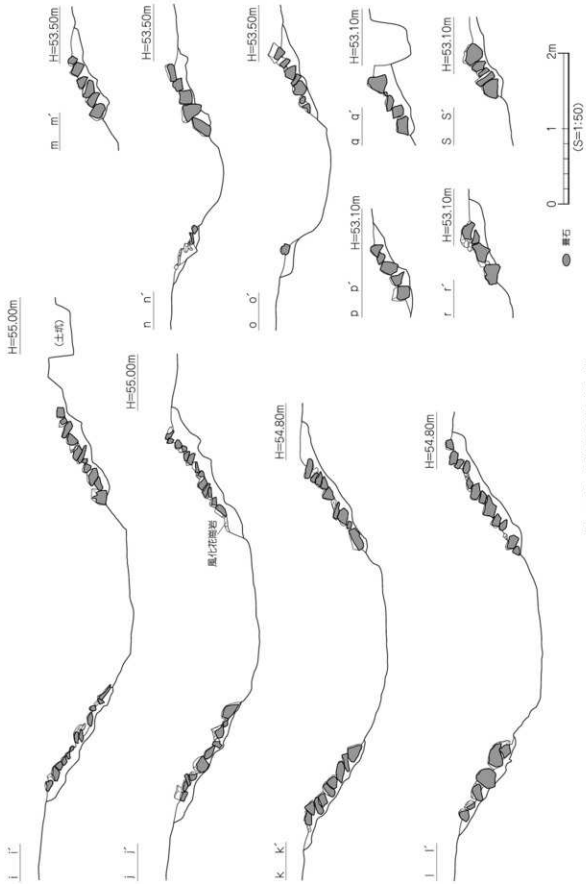 i i´
H=55.00m
(土坑)
j j´
H=55.00m
風化花崗岩
k k´
H=54.80m
l l´
H=54.80m
m m´
H=53.50m
n n´
H=53.50m
o o´
H=53.50m
p p´
H=53.10m
q q´
H=53.10m
r r´
H=53.10m
S S´
H=53.10m
葺石
0 1 2m
(S=1:50)